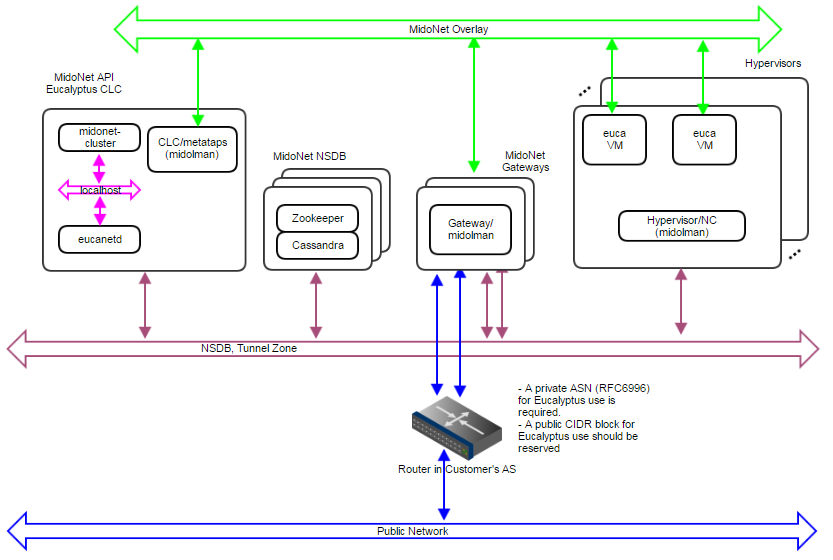 MidoNet Overlay
MidoNet API
Eucalyptus CLC
Hypervisors
midonet-
cluster
CLC/metataps
(midolman)
localhost
eucanetd
MidoNet NSDB
Zookeeper
Cassandra
MidoNet
Gateways
Gateway/
midolman
euca
VM
euca
VM
Hypervisor/NC
(midolman)
NSDB, Tunnel Zone
- A private ASN (RFC6996)
for Eucalyptus use is
required.
- A public CIDR block for
Eucalyptus use should be
reserved
Router in Customer's AS
Public Network